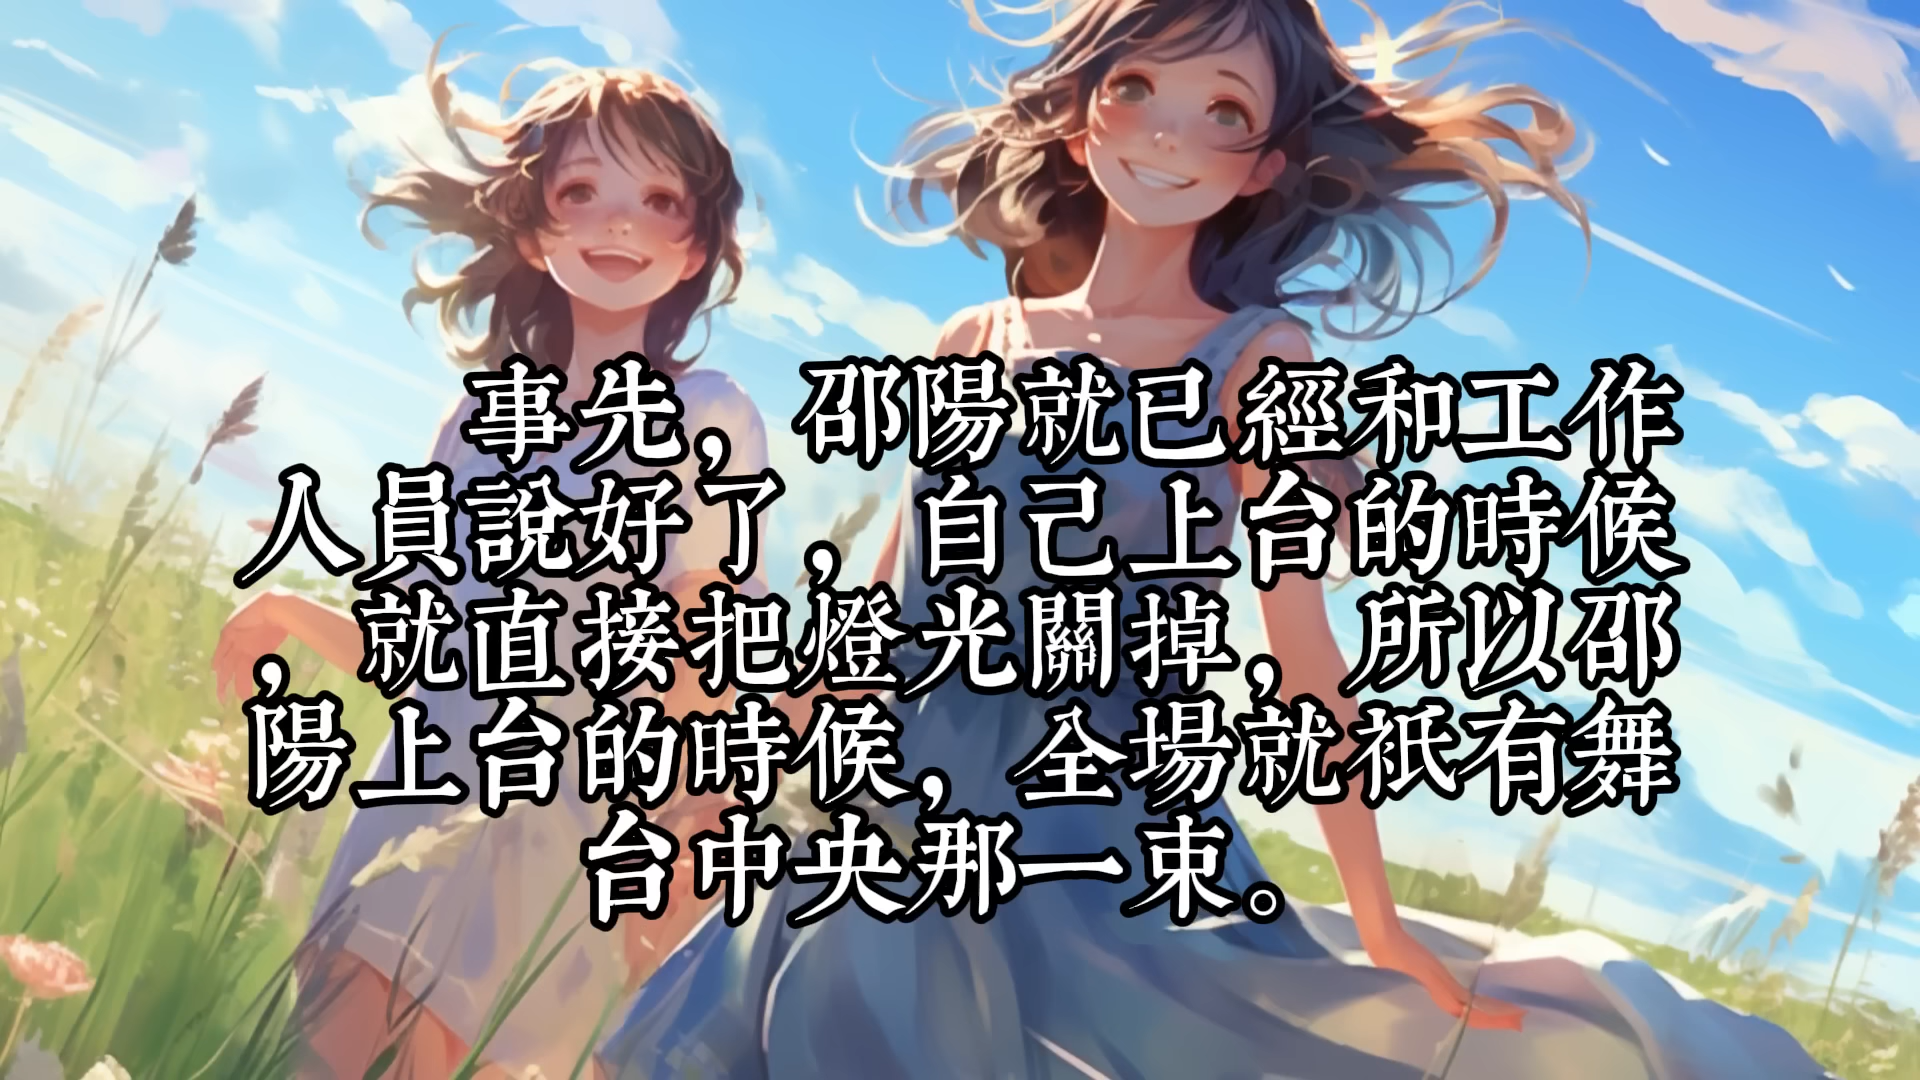 事先，邵陽就已經和工作
人員說好了，自己上台的時候
，就直接把燈光關掉，所以邵
陽上台的時候，全場就祇有舞
台中央那一束。